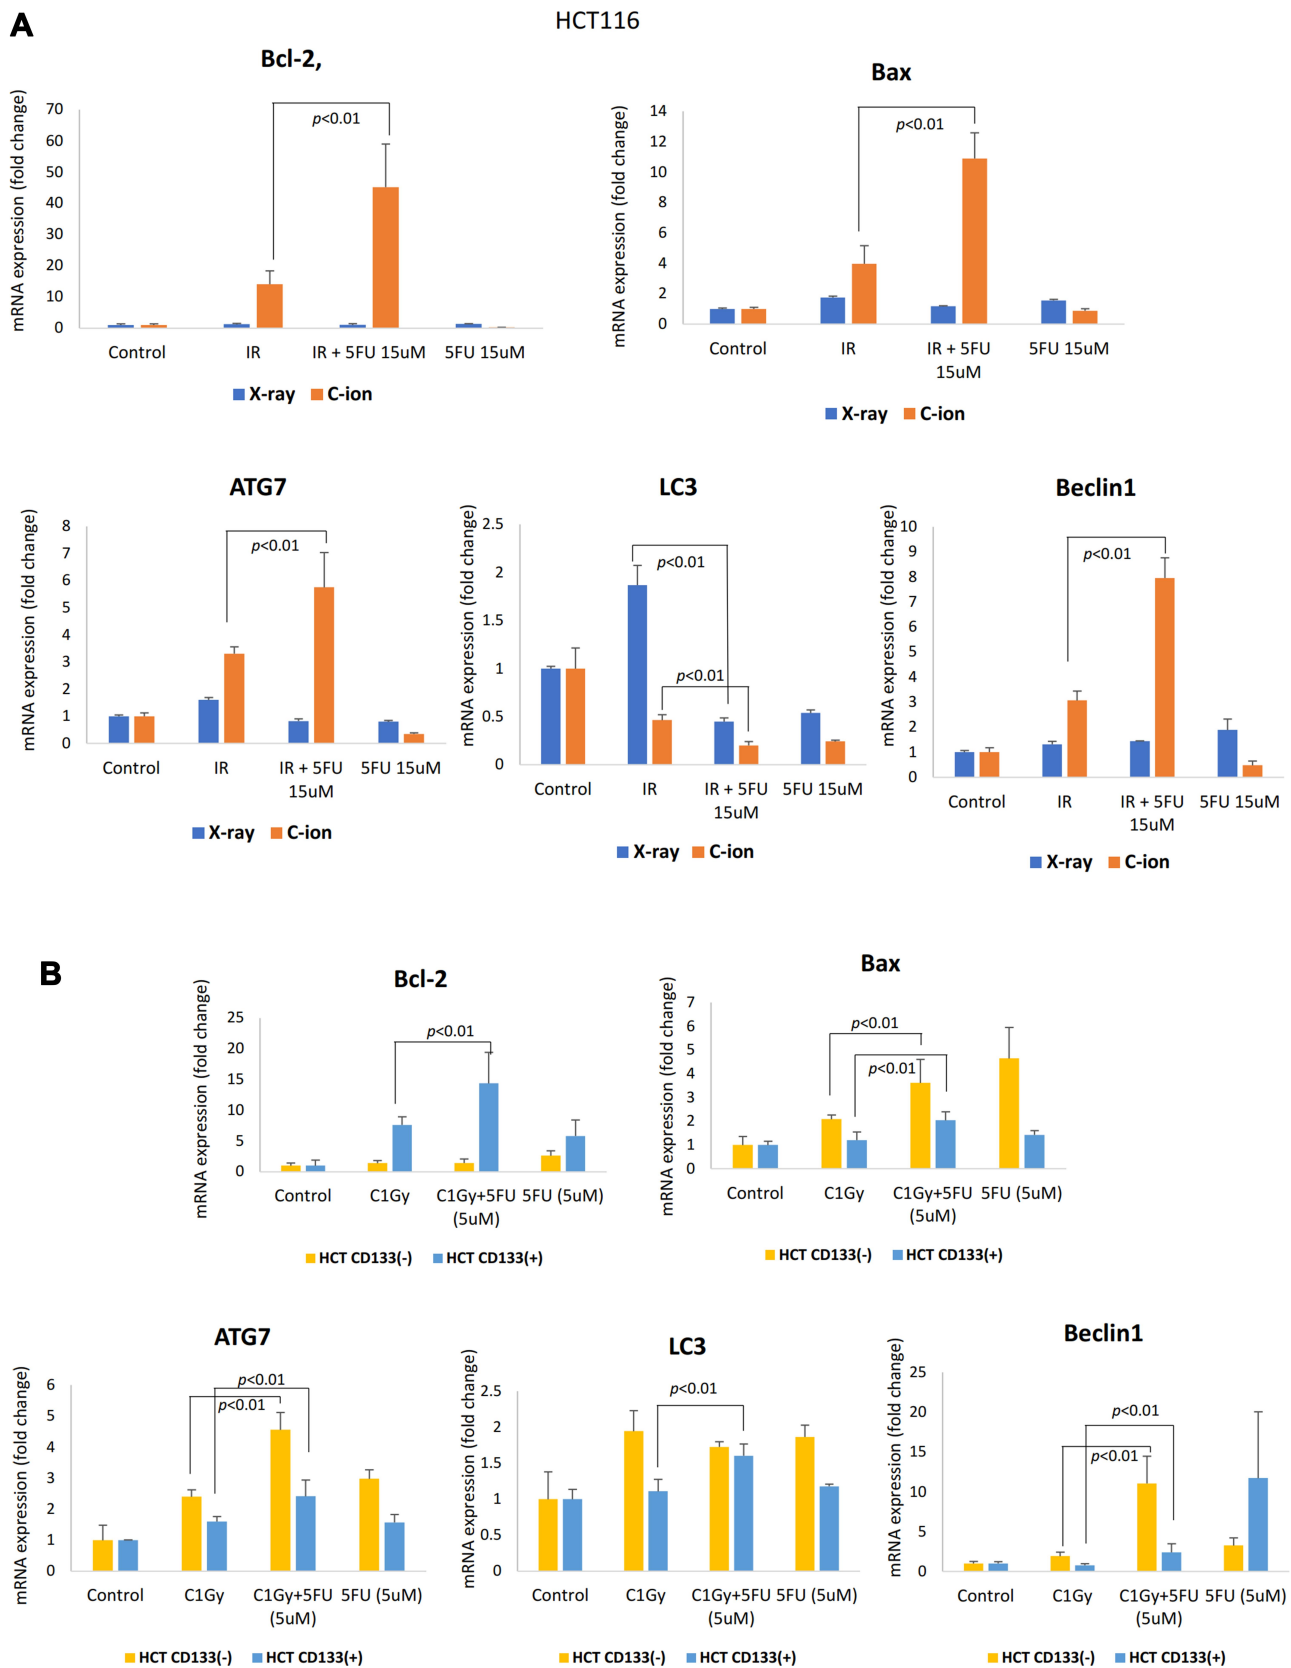 A
HCT116
Bcl-2,
mRNA expression (fold change)
70
60
50
40
30
20
10
0
p<0.01
Control
IR
IR + 5FU 15uM
5FU 15uM
X-ray
C-ion
Bax
mRNA expression (fold change)
14
12
10
8
6
4
2
0
p<0.01
Control
IR
IR + 5FU
15uM
5FU 15uM
X-ray
C-ion
ATG7
mRNA expression (fold change)
8
7
6
5
4
3
2
1
0
p<0.01
Control
IR
IR + 5FU
15uM
5FU 15uM
X-ray
C-ion
LC3
mRNA expression (fold change)
2.5
2
1.5
1
0.5
0
p<0.01
p<0.01
Control
IR
IR + 5FU
15uM
5FU 15uM
X-ray
C-ion
Beclin1
mRNA expression (fold change)
10
9
8
7
6
5
4
3
2
1
0
p<0.01
Control
IR
IR + 5FU
15uM
5FU 15uM
X-ray
C-ion
B
Bcl-2
mRNA expression (fold change)
25
20
15
10
5
0
p<0.01
Control
C1Gy
C1Gy+5FU
(5uM)
5FU (5uM)
HCT CD133(-)
HCT CD133(+)
Bax
mRNA expression (fold change)
7
6
5
4
3
2
1
0
p<0.01
p<0.01
Control
C1Gy
C1Gy+5FU
(5uM)
5FU (5uM)
HCT CD133(-)
HCT CD133(+)
ATG7
mRNA expression (fold change)
6
5
4
3
2
1
0
p<0.01
p<0.01
Control
C1Gy
C1Gy+5FU
(5uM)
5FU (5uM)
HCT CD133(-)
HCT CD133(+)
LC3
mRNA expression (fold change)
2.5
2
1.5
1
0.5
0
p<0.01
Control
C1Gy
C1Gy+5FU
(5uM)
5FU (5uM)
HCT CD133(-)
HCT CD133(+)
Beclin1
mRNA expression (fold change)
25
20
15
10
5
0
p<0.01
p<0.01
Control
C1Gy
C1Gy+5FU
(5uM)
5FU (5uM)
HCT CD133(-)
HCT CD133(+)